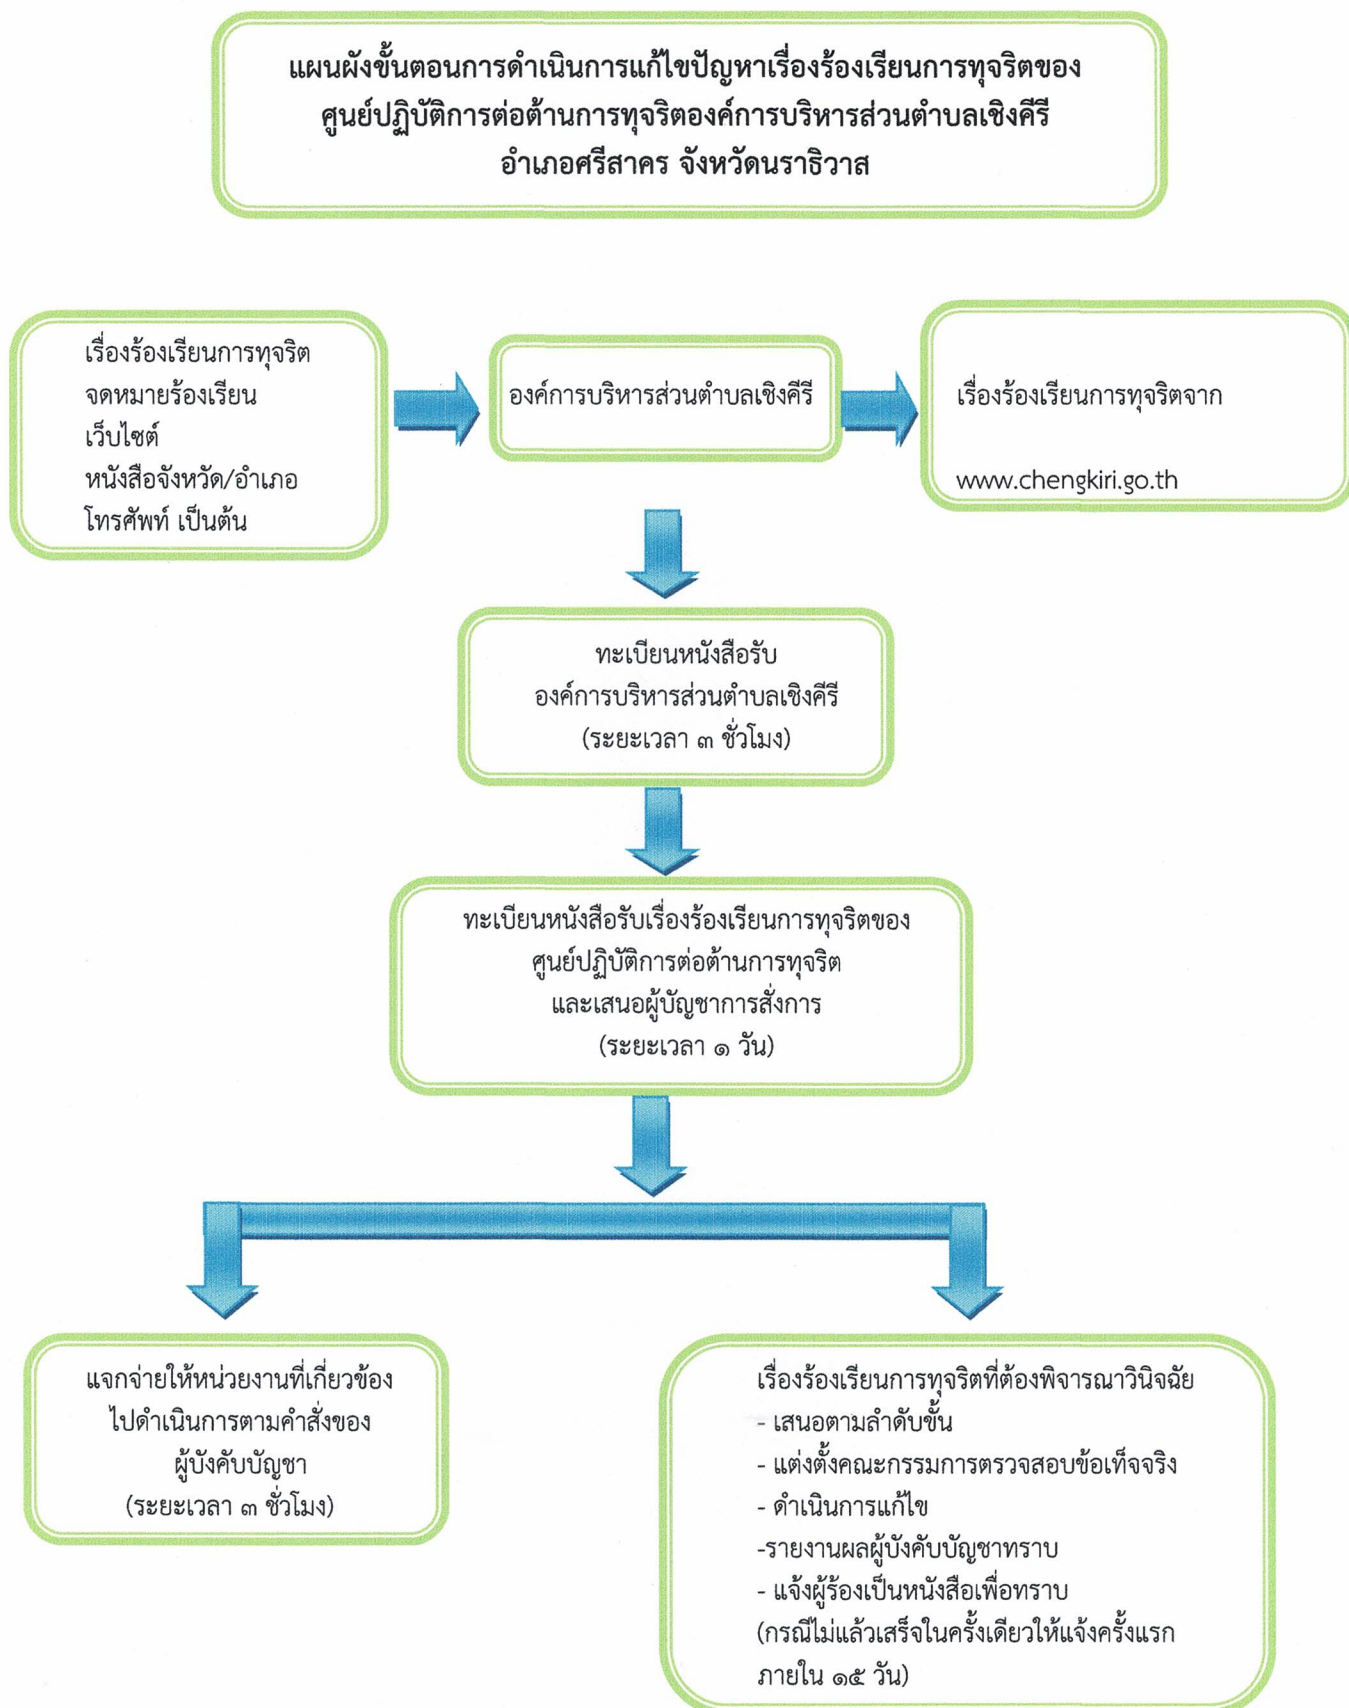 แผนผังขั้นตอนการดำเนินการแก้ไขปัญหาเรื่องร้องเรียนการทุจริตของ
ศูนย์ปฏิบัติการต่อต้านการทุจริตองค์การบริหารส่วนตำบลเชิงคีรี
อำเภอศรีสาคร จังหวัดนราธิวาส
เรื่องร้องเรียนการทุจริต
จดหมายร้องเรียน
เว็บไซต์
หนังสือจังหวัด/อำเภอ
โทรศัพท์ เป็นต้น
องค์การบริหารส่วนตำบลเชิงคีรี
เรื่องร้องเรียนการทุจริตจาก
www.chengkiri.go.th
ทะเบียนหนังสือรับ
องค์การบริหารส่วนตำบลเชิงคีรี
(ระยะเวลา ๓ ชั่วโมง)
ทะเบียนหนังสือรับเรื่องร้องเรียนการทุจริตของ
ศูนย์ปฏิบัติการต่อต้านการทุจริต
และเสนอผู้บัญชาการสั่งการ
(ระยะเวลา ๑ วัน)
แจกจ่ายให้หน่วยงานที่เกี่ยวข้อง
ไปดำเนินการตามคำสั่งของ
ผู้บังคับบัญชา
(ระยะเวลา ๓ ชั่วโมง)
เรื่องร้องเรียนการทุจริตที่ต้องพิจารณาวินิจฉัย
- เสนอตามลำดับขั้น
- แต่งตั้งคณะกรรมการตรวจสอบข้อเท็จจริง
- ดำเนินการแก้ไข
-รายงานผลผู้บังคับบัญชาทราบ
- แจ้งผู้ร้องเป็นหนังสือเพื่อทราบ
(กรณีไม่แล้วเสร็จในครั้งเดียวให้แจ้งครั้งแรก
ภายใน ๑๕ วัน)